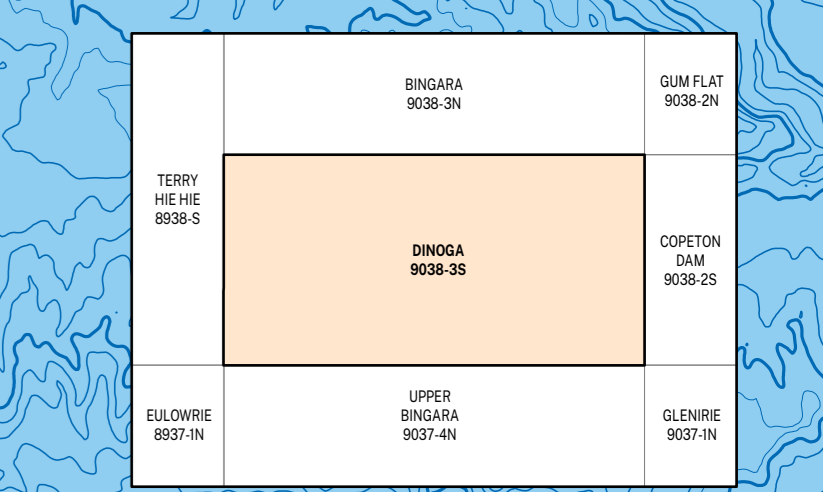 BINGARA
9038-3N
GUM FLAT
9038-2N
TERRY
HIE HIE
8938-S
DINOGA
9038-3S
COPETON
DAM
9038-2S
EULOWRIE
8937-1N
UPPER
BINGARA
9037-4N
GLENIRIE
9037-1N